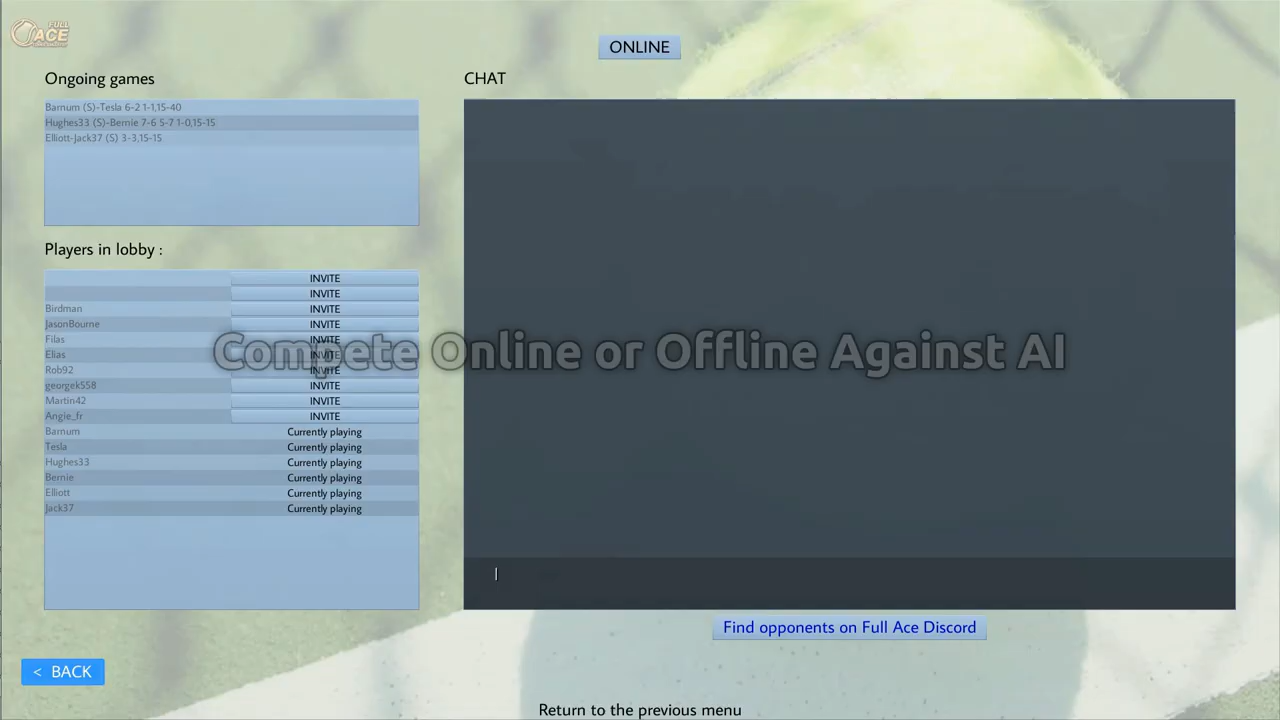 FULL
ACE
ONLINE
Ongoing games
Barnum (S)-Tesla 6-2 1-1,15-40
Hughes33 (S)-Bernie 7-6 5-7 1-0,15-15
Elliott-Jack37 (S) 3-3,15-15
Players in lobby :
INVITE
INVITE
Birdman INVITE
JasonBourne INVITE
Filas INVITE
Elias INVITE
Rob92 INVITE
georgek558 INVITE
Martin42 INVITE
Angie_fr INVITE
Barnum Currently playing
Tesla Currently playing
Hughes33 Currently playing
Bernie Currently playing
Elliott Currently playing
Jack37 Currently playing
CHAT
Compete Online or Offline Against AI
Find opponents on Full Ace Discord
< BACK
Return to the previous menu